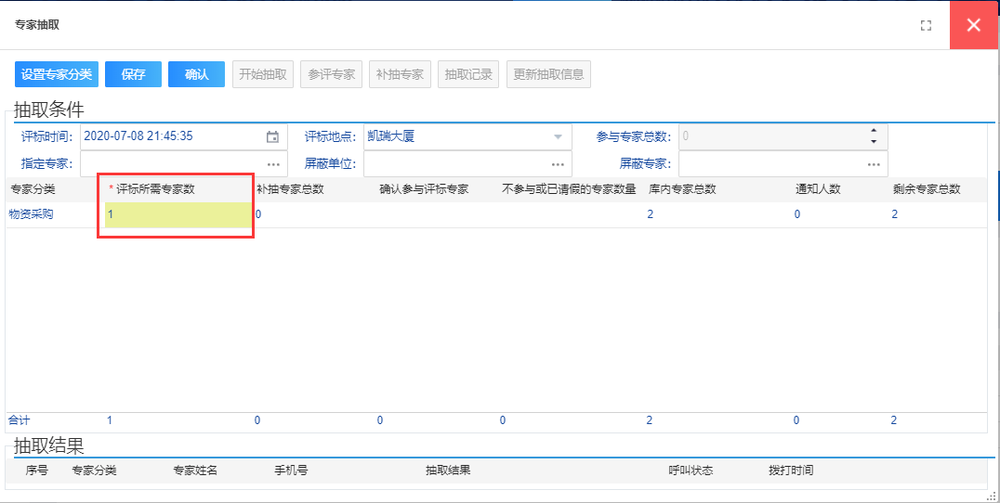 专家抽取
设置专家分类 保存 确认 开始抽取 参评专家 补抽专家 抽取记录 更新抽取信息
抽取条件
评标时间: 2020-07-08 21:45:35 评标地点: 凯瑞大厦 参与专家总数: 0
指定专家: 屏蔽单位: 屏蔽专家:
专家分类 * 评标所需专家数 补抽专家总数 确认参与评标专家 不参与或已请假的专家数量 库内专家总数 通知人数 剩余专家总数
物资采购 1 0 2 0 2
合计 1 0 0 0 2 0 2
抽取结果
序号 专家分类 专家姓名 手机号 抽取结果 呼叫状态 拨打时间